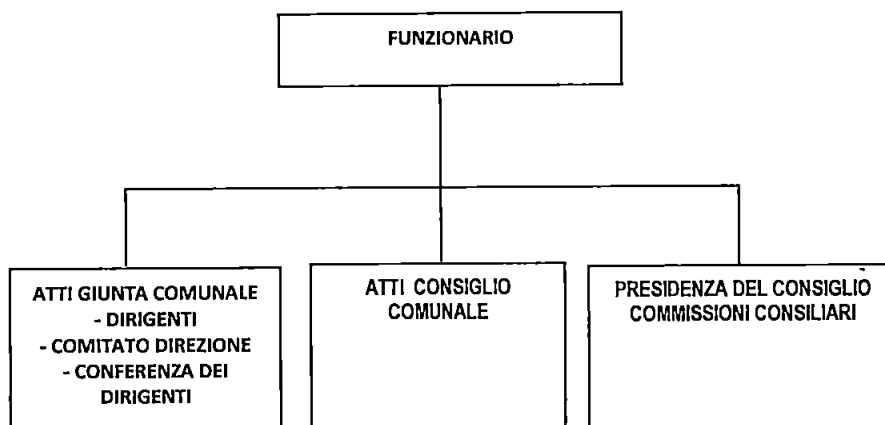 FUNZIONARIO
ATTI GIUNTA COMUNALE
- DIRIGENTI
- COMITATO DIREZIONE
- CONFERENZA DEI
DIRIGENTI
ATTI CONSIGLIO
COMUNALE
PRESIDENZA DEL CONSIGLIO
COMMISSIONI CONSILIARI